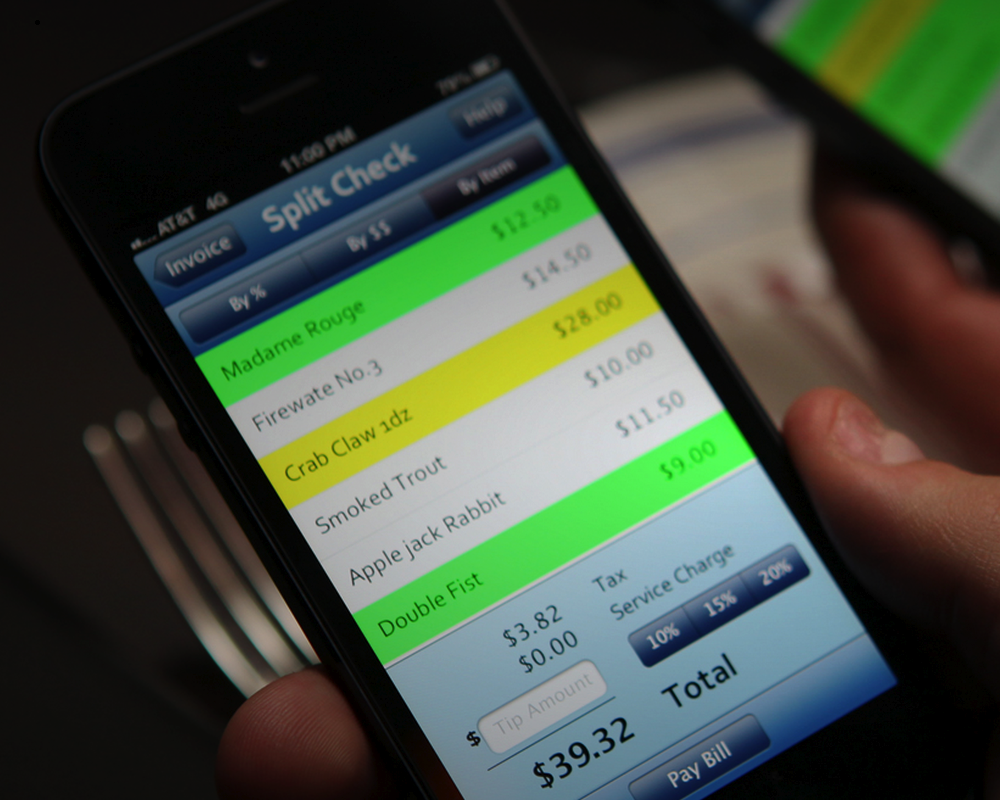 AT&T 4G 11:00 PM 79%
Invoice Split Check Help
By % By $$ By Item
Madame Rouge $12.50
Firewate No.3 $14.50
Crab Claw 1dz $28.00
Smoked Trout $10.00
Apple jack Rabbit $11.50
Double Fist $9.00
$3.82 Tax
$0.00 Service Charge
10% 15% 20%
$ Tip Amount
$39.32 Total
Pay Bill